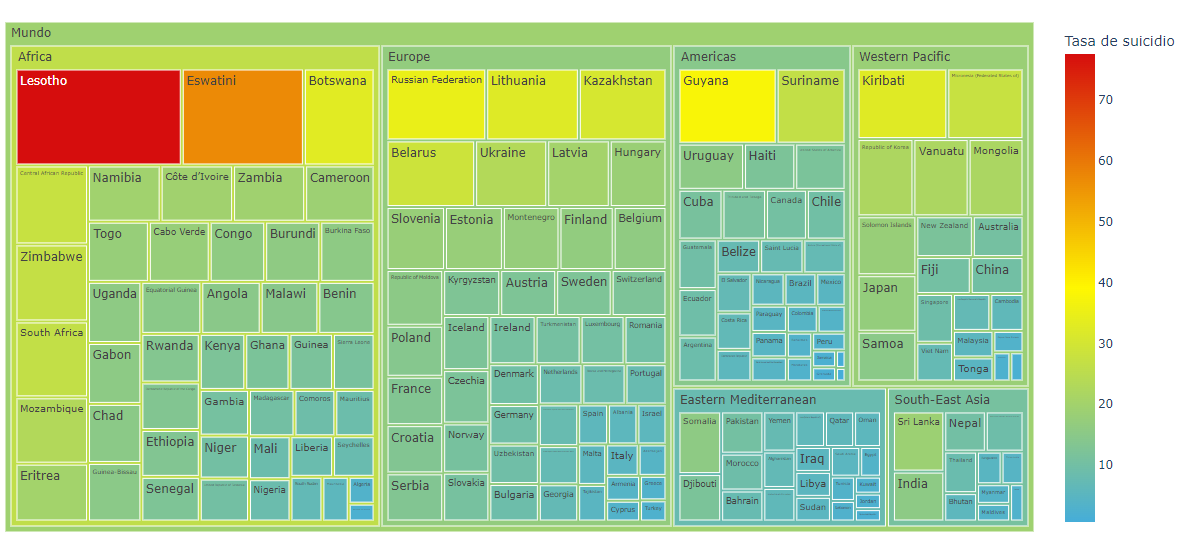 Mundo
Africa
Lesotho
Eswatini
Botswana
Central African Republic
Namibia
Côte d’Ivoire
Zambia
Cameroon
Zimbabwe
Togo
Cabo Verde
Congo
Burundi
Burkina Faso
South Africa
Uganda
Equatorial Guinea
Angola
Malawi
Benin
Mozambique
Gabon
Rwanda
Kenya
Ghana
Guinea
Sierra Leone
Eritrea
Chad
Gambia
Madagascar
Comoros
Mauritius
Guinea-Bissau
Ethiopia
Niger
Mali
Liberia
Seychelles
Senegal
Nigeria
South Sudan
Algeria
Europe
Russian Federation
Lithuania
Kazakhstan
Belarus
Ukraine
Latvia
Hungary
Slovenia
Estonia
Montenegro
Finland
Belgium
Republic of Moldova
Kyrgyzstan
Austria
Sweden
Switzerland
Poland
Iceland
Ireland
Turkmenistan
Luxembourg
Romania
France
Czechia
Denmark
Netherlands
Portugal
Croatia
Norway
Germany
Spain
Albania
Israel
Serbia
Slovakia
Uzbekistan
Malta
Italy
Bulgaria
Georgia
Tajikistan
Armenia
Greece
Cyprus
Turkey
Americas
Guyana
Suriname
Uruguay
Haiti
Cuba
Canada
Chile
Guatemala
Belize
Saint Lucia
Ecuador
El Salvador
Nicaragua
Brazil
Mexico
Argentina
Costa Rica
Paraguay
Colombia
Panama
Peru
Western Pacific
Kiribati
Micronesia (Federated States of)
Republic of Korea
Vanuatu
Mongolia
Solomon Islands
New Zealand
Australia
Japan
Fiji
China
Samoa
Singapore
Cambodia
Viet Nam
Malaysia
Tonga
Eastern Mediterranean
Somalia
Pakistan
Yemen
Qatar
Oman
Djibouti
Morocco
Afghanistan
Iraq
Egypt
Bahrain
Libya
Tunisia
Kuwait
Sudan
Jordan
South-East Asia
Sri Lanka
Nepal
India
Thailand
Bhutan
Myanmar
Maldives
Tasa de suicidio
70
60
50
40
30
20
10